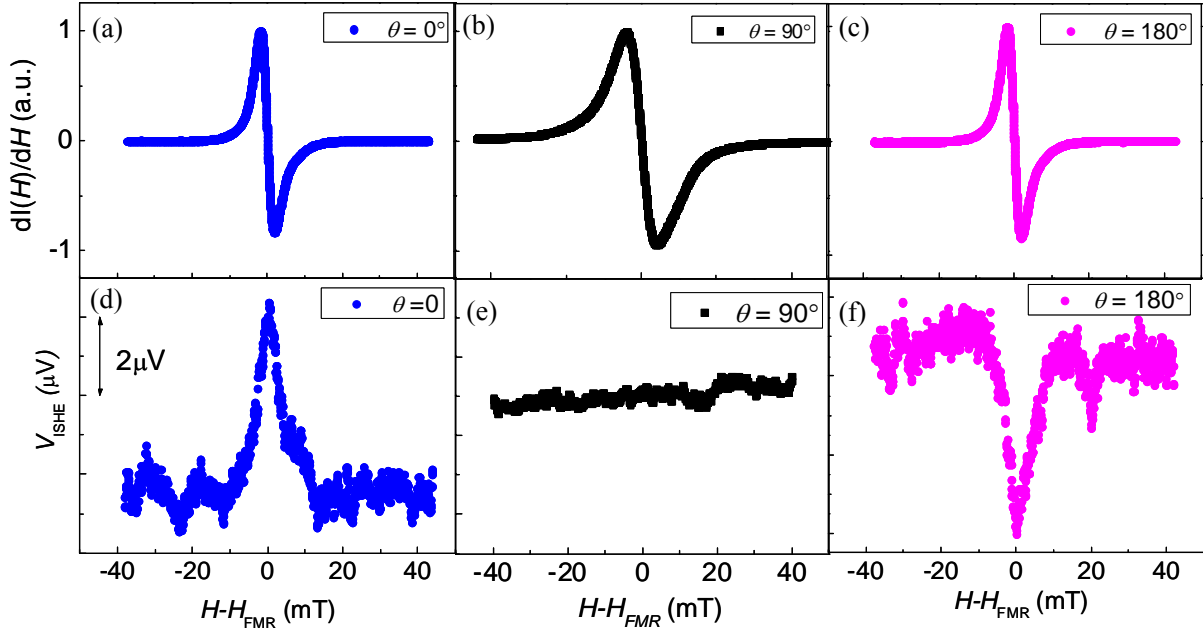 (a) θ = 0°
(b) θ = 90°
(c) θ = 180°
dI(H)/dH (a.u.)
1
0
-1
(d) θ =0
(e) θ = 90°
(f) θ = 180°
2μV
V_ISHE (μV)
-40 -20 0 20 40
-40 -20 0 20 40
-40 -20 0 20 40
H-H_FMR (mT)
H-H_FMR (mT)
H-H_FMR (mT)